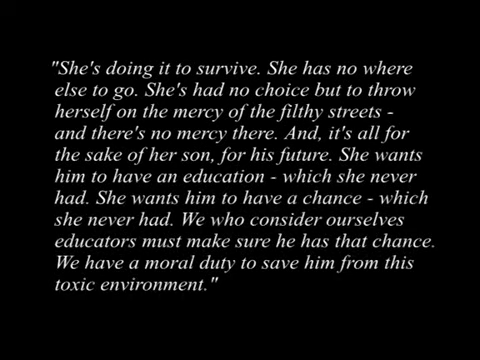 "She's doing it to survive. She has no where
else to go. She's had no choice but to throw
herself on the mercy of the filthy streets -
and there's no mercy there. And, it's all for
the sake of her son, for his future. She wants
him to have an education - which she never
had. She wants him to have a chance - which
she never had. We who consider ourselves
educators must make sure he has that chance.
We have a moral duty to save him from this
toxic environment."